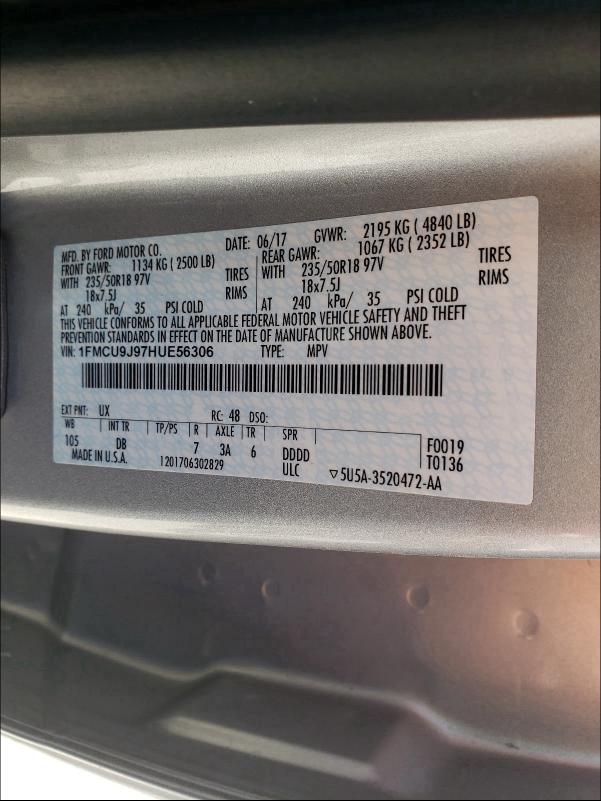 MFD. BY FORD MOTOR CO. DATE: 06/17 GVWR: 2195 KG ( 4840 LB)
FRONT GAWR: 1134 KG ( 2500 LB) REAR GAWR: 1067 KG ( 2352 LB)
WITH 235/50R18 97V TIRES WITH 235/50R18 97V TIRES
18x7.5J RIMS 18x7.5J RIMS
AT 240 kPa/ 35 PSI COLD AT 240 kPa/ 35 PSI COLD
THIS VEHICLE CONFORMS TO ALL APPLICABLE FEDERAL MOTOR VEHICLE SAFETY AND THEFT
PREVENTION STANDARDS IN EFFECT ON THE DATE OF MANUFACTURE SHOWN ABOVE.
VIN: 1FMCU9J97HUE56306 TYPE: MPV
EXT PNT: UX RC: 48 DSO:
WB INT TR TP/PS R AXLE TR SPR F0019
105 DB 7 3A 6 DDDD T0136
MADE IN U.S.A. 1201706302829 ULC ▽5U5A-3520472-AA